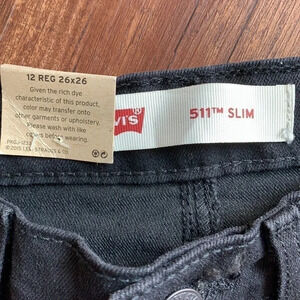 12 REG 26x26
Given the rich dye
characteristic of this product,
color may transfer onto
other garments or upholstery.
Please wash with like
colors before wearing.
© 2015 LEVI STRAUSS & CO.
VI'S®
511™ SLIM